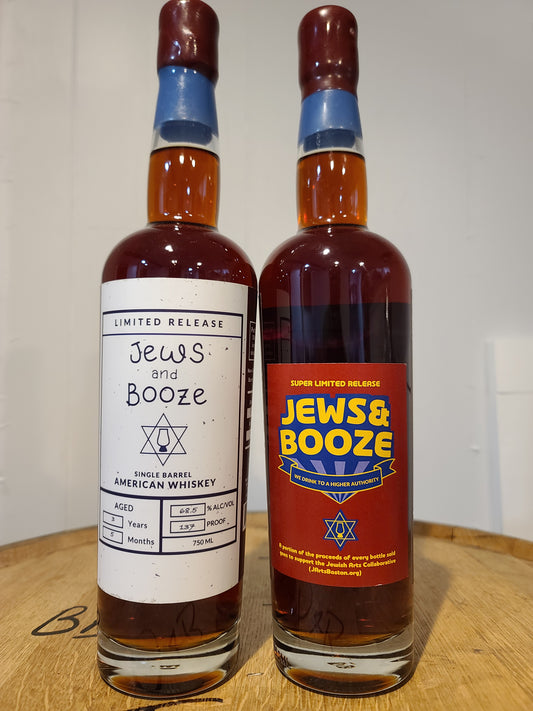 LIMITED RELEASE
Jews
and
Booze
SINGLE BARREL
AMERICAN WHISKEY
AGED
3 Years
5 Months
68.5 % ALC/VOL
137 PROOF
750 ML
SUPER LIMITED RELEASE
JEWS&
BOOZE
WE DRINK TO A HIGHER AUTHORITY
A portion of the proceeds of every bottle sold
goes to support the Jewish Arts Collaborative
(JArtsBoston.org)